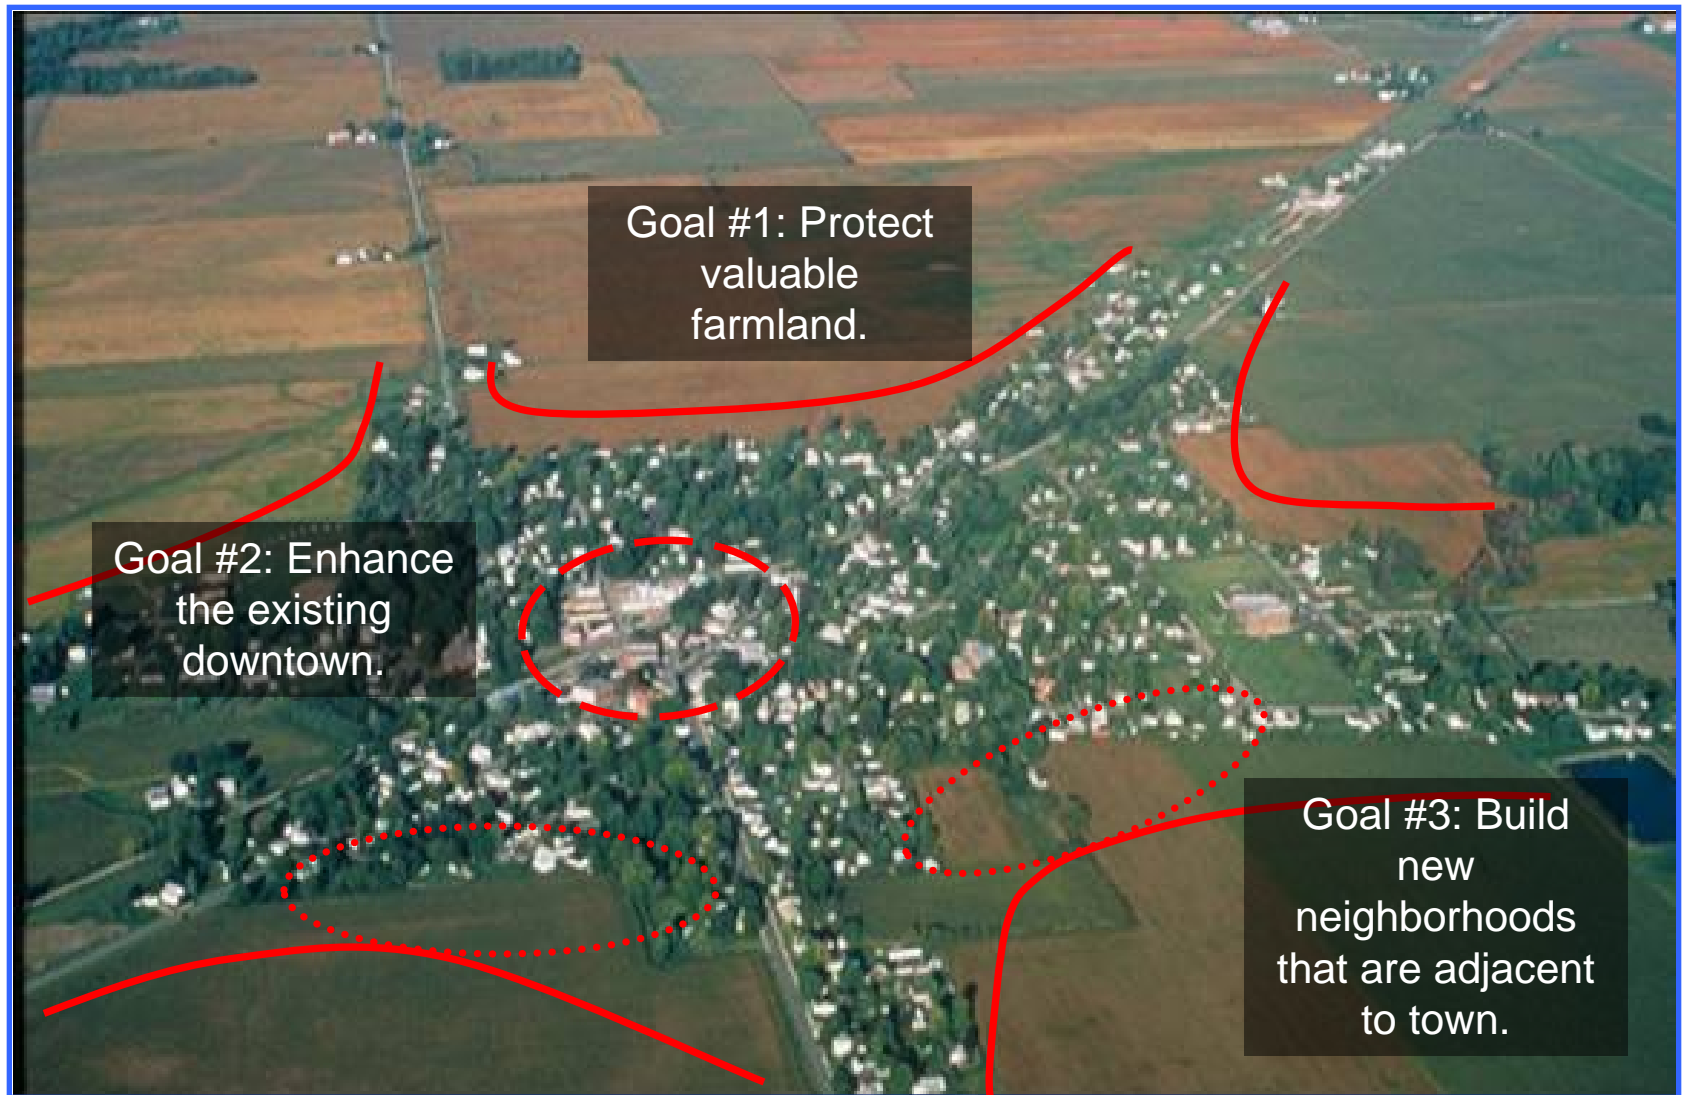 Goal #1: Protect
valuable
farmland.
Goal #2: Enhance
the existing
downtown.
Goal #3: Build
new
neighborhoods
that are adjacent
to town.